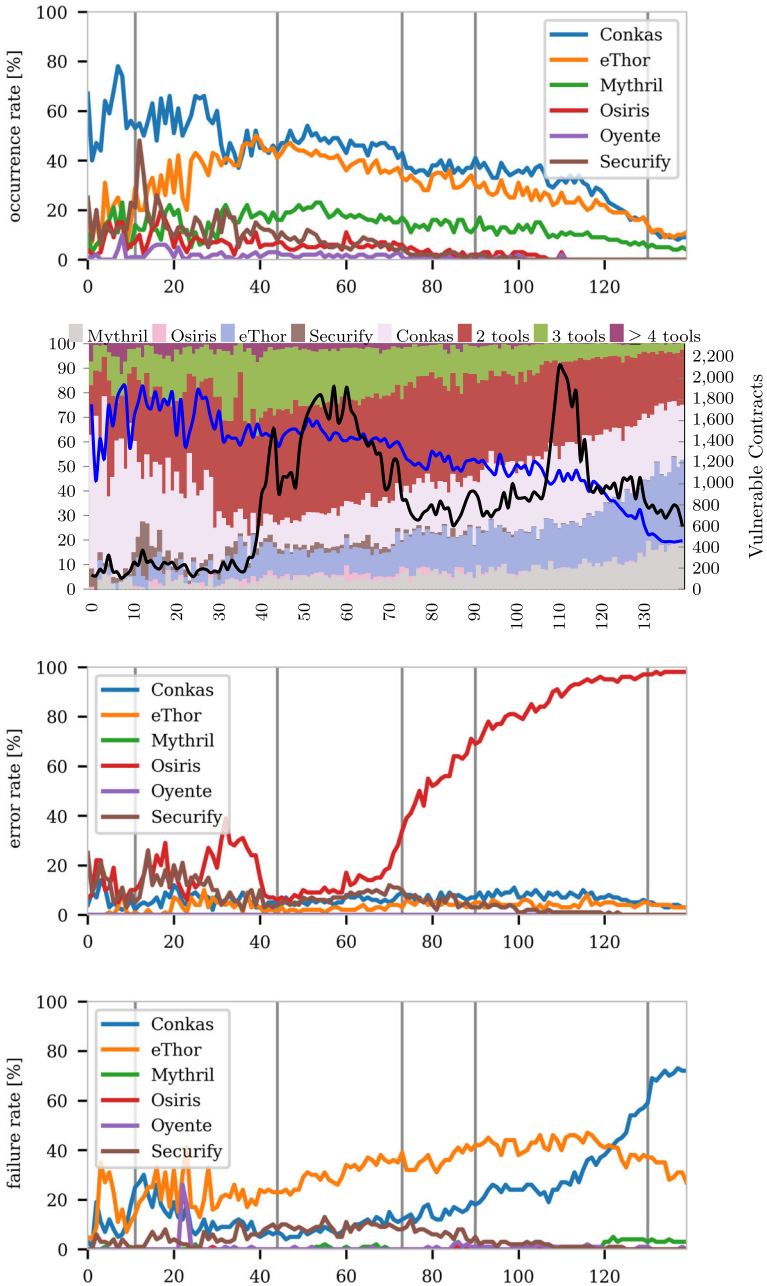 occurrence rate [%]
100
80
60
40
20
0
Conkas
eThor
Mythril
Osiris
Oyente
Securify
0 20 40 60 80 100 120
Mythril Osiris eThor Securify Conkas 2 tools 3 tools ≥ 4 tools
100
90
80
70
60
50
40
30
20
10
0
2,200
2,000
1,800
1,600
1,400
1,200
1,000
800
600
400
200
0
Vulnerable Contracts
0 10 20 30 40 50 60 70 80 90 100 110 120 130
error rate [%]
100
80
60
40
20
0
Conkas
eThor
Mythril
Osiris
Oyente
Securify
0 20 40 60 80 100 120
failure rate [%]
100
80
60
40
20
0
Conkas
eThor
Mythril
Osiris
Oyente
Securify
0 20 40 60 80 100 120